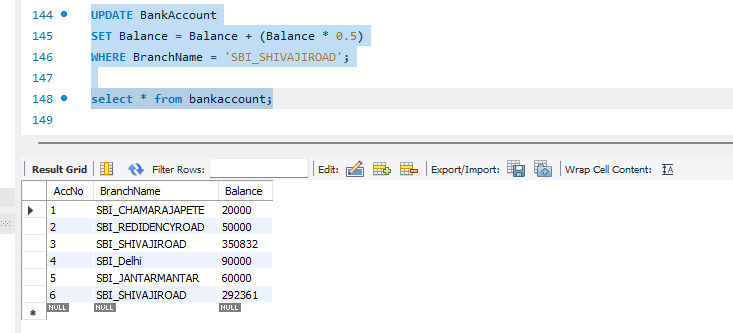 144 UPDATE BankAccount
145 SET Balance = Balance + (Balance * 0.5)
146 WHERE BranchName = 'SBI_SHIVAJIROAD';
147
148 select * from bankaccount;
149
Result Grid Filter Rows: Edit: Export/Import: Wrap Cell Content: IA
AccNo BranchName Balance
1 SBI_CHAMARAJAPETE 20000
2 SBI_REDIDENCYROAD 50000
3 SBI_SHIVAJIROAD 350832
4 SBI_Delhi 90000
5 SBI_JANTARMANTAR 60000
6 SBI_SHIVAJIROAD 292361
NULL NULL NULL